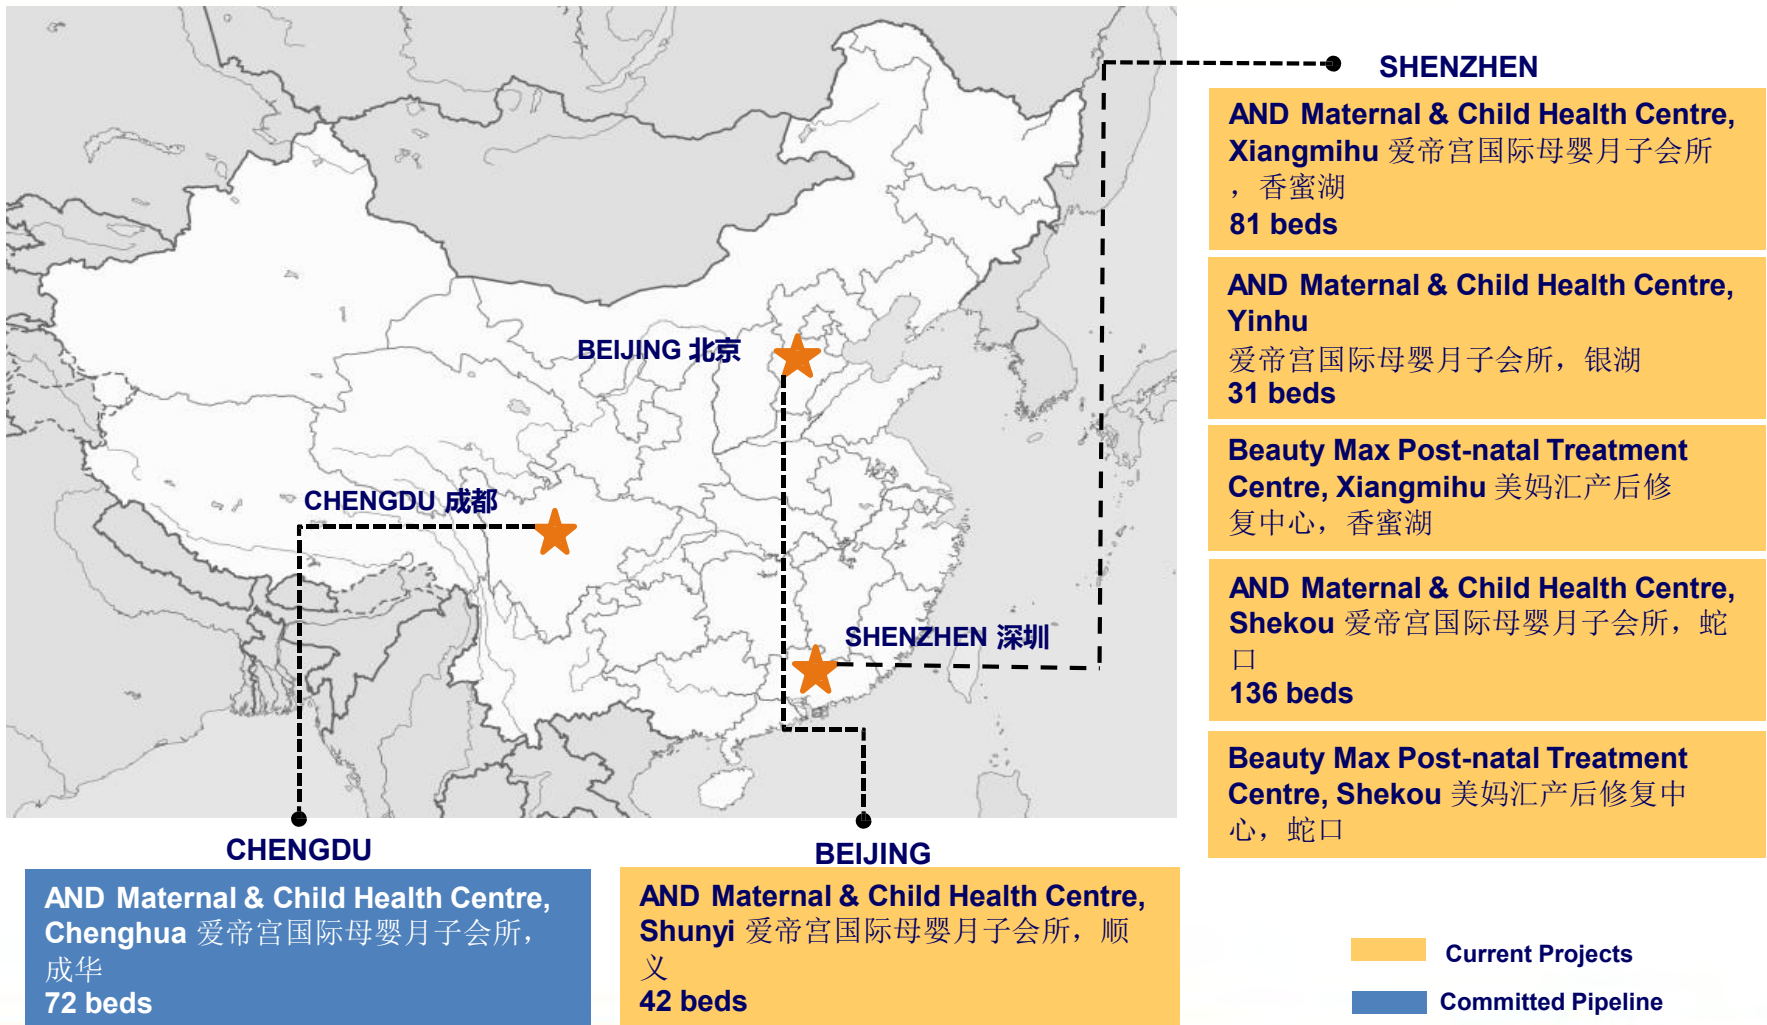 SHENZHEN
AND Maternal & Child Health Centre,
Xiangmihu 爱帝宫国际母婴月子会所
，香蜜湖
81 beds
AND Maternal & Child Health Centre,
Yinhu
爱帝宫国际母婴月子会所，银湖
31 beds
Beauty Max Post-natal Treatment
Centre, Xiangmihu 美妈汇产后修
复中心，香蜜湖
AND Maternal & Child Health Centre,
Shekou 爱帝宫国际母婴月子会所，蛇
口
136 beds
Beauty Max Post-natal Treatment
Centre, Shekou 美妈汇产后修复中
心，蛇口
BEIJING 北京
CHENGDU 成都
SHENZHEN 深圳
CHENGDU
AND Maternal & Child Health Centre,
Chenghua 爱帝宫国际母婴月子会所，
成华
72 beds
BEIJING
AND Maternal & Child Health Centre,
Shunyi 爱帝宫国际母婴月子会所，顺
义
42 beds
Current Projects
Committed Pipeline